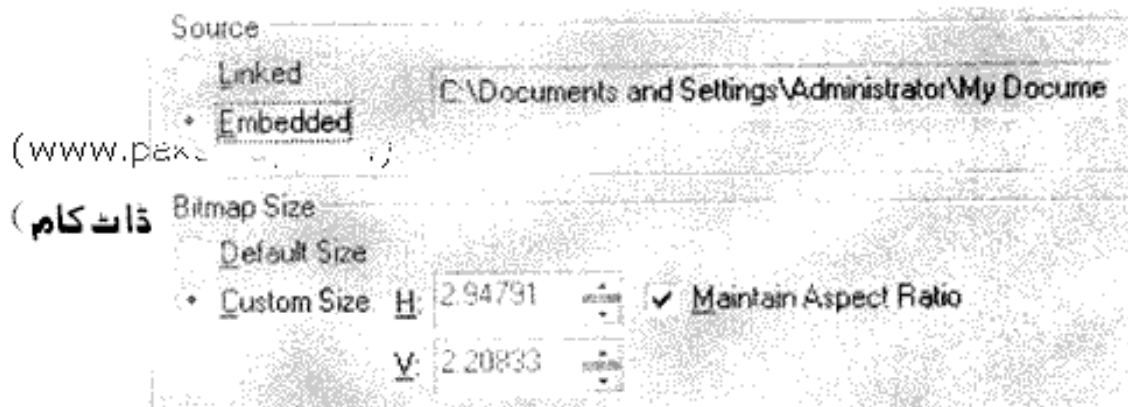 Source
Linked
C:\Documents and Settings\Administrator\My Docume
Embedded
(www.
Bitmap Size
ڈاٹ کام)
Default Size
Custom Size H: 2.94791 Maintain Aspect Ratio
V: 2.20833